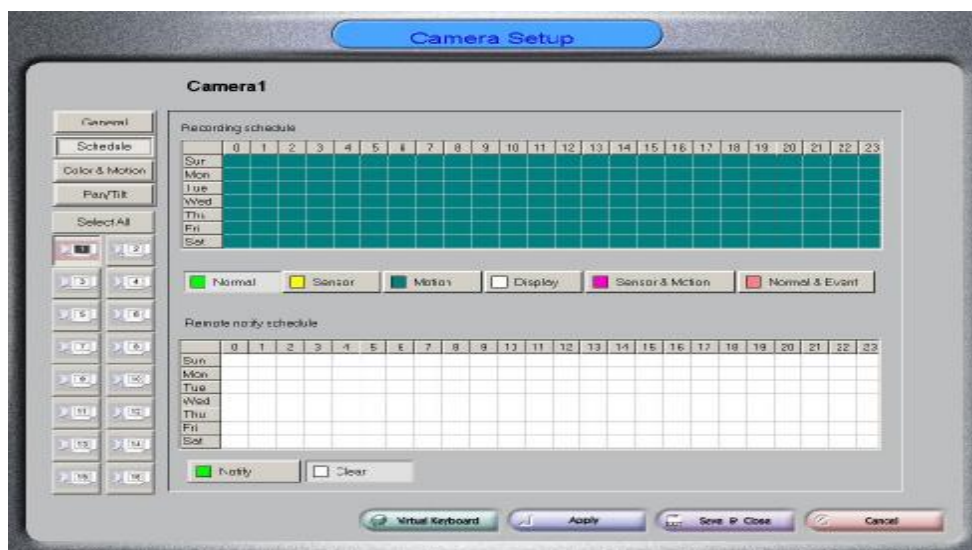 Camera Setup
Camera1
General
Schedule
Color & Motion
Pan/Tilt
Select All
1 2
3 4
5 6
7 8
9 10
11 12
13 14
15 16
Recording schedule
0 1 2 3 4 5 6 7 8 9 10 11 12 13 14 15 16 17 18 19 20 21 22 23
Sun
Mon
Tue
Wed
Thu
Fri
Sat
Normal Sensor Motion Display Sensor & Motion Normal & Event
Remote notify schedule
0 1 2 3 4 5 6 7 8 9 10 11 12 13 14 15 16 17 18 19 20 21 22 23
Sun
Mon
Tue
Wed
Thu
Fri
Sat
Notify Clear
Virtual Keyboard Apply Save & Close Cancel